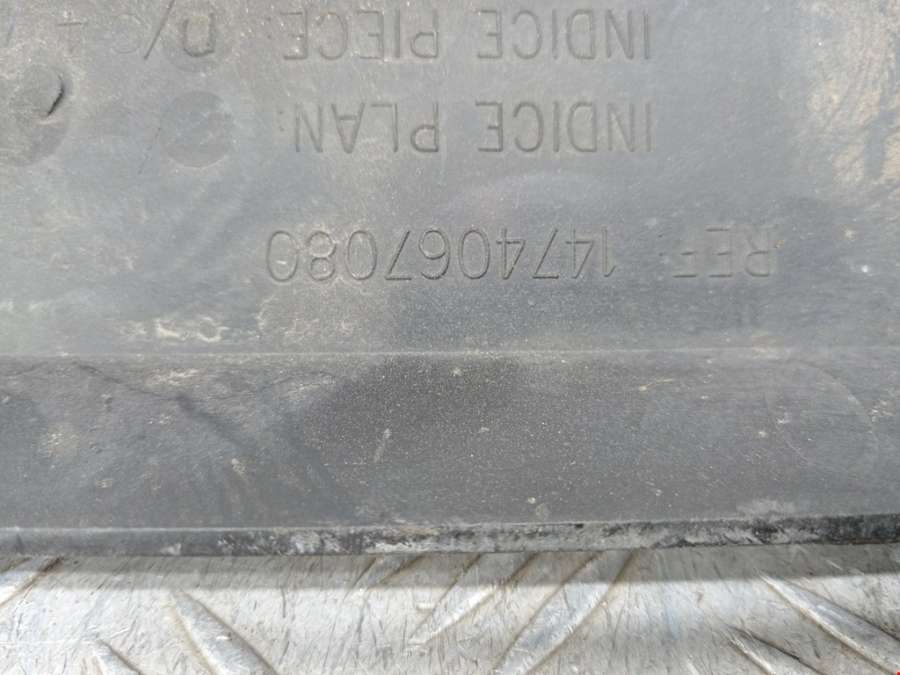 REF: 1474067080
INDICE PLAN:
INDICE PIECE: